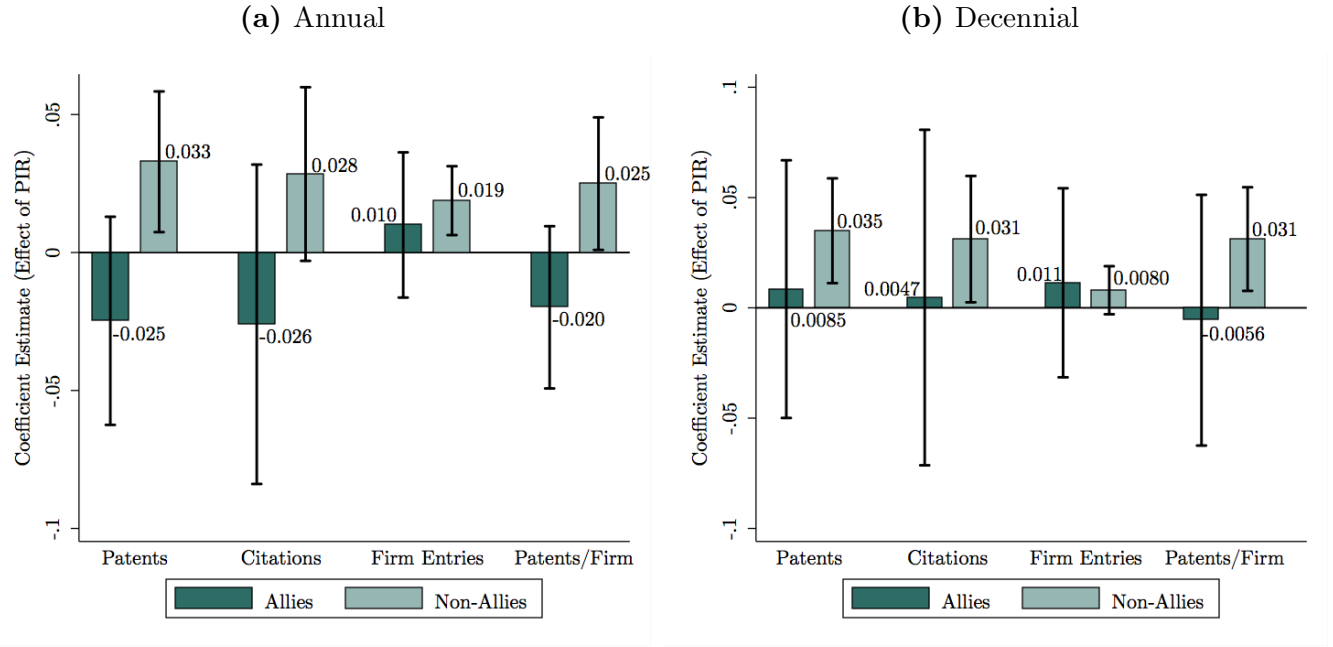 (a) Annual
Coefficient Estimate (Effect of PIR)
.05
0
-.05
-.1
0.033
-0.025
0.028
-0.026
0.010
0.019
0.025
-0.020
Patents
Citations
Firm Entries
Patents/Firm
Allies
Non-Allies
(b) Decennial
Coefficient Estimate (Effect of PIR)
.1
.05
0
-.05
-.1
0.0085
0.035
0.0047
0.031
0.011
0.0080
-0.0056
0.031
Patents
Citations
Firm Entries
Patents/Firm
Allies
Non-Allies